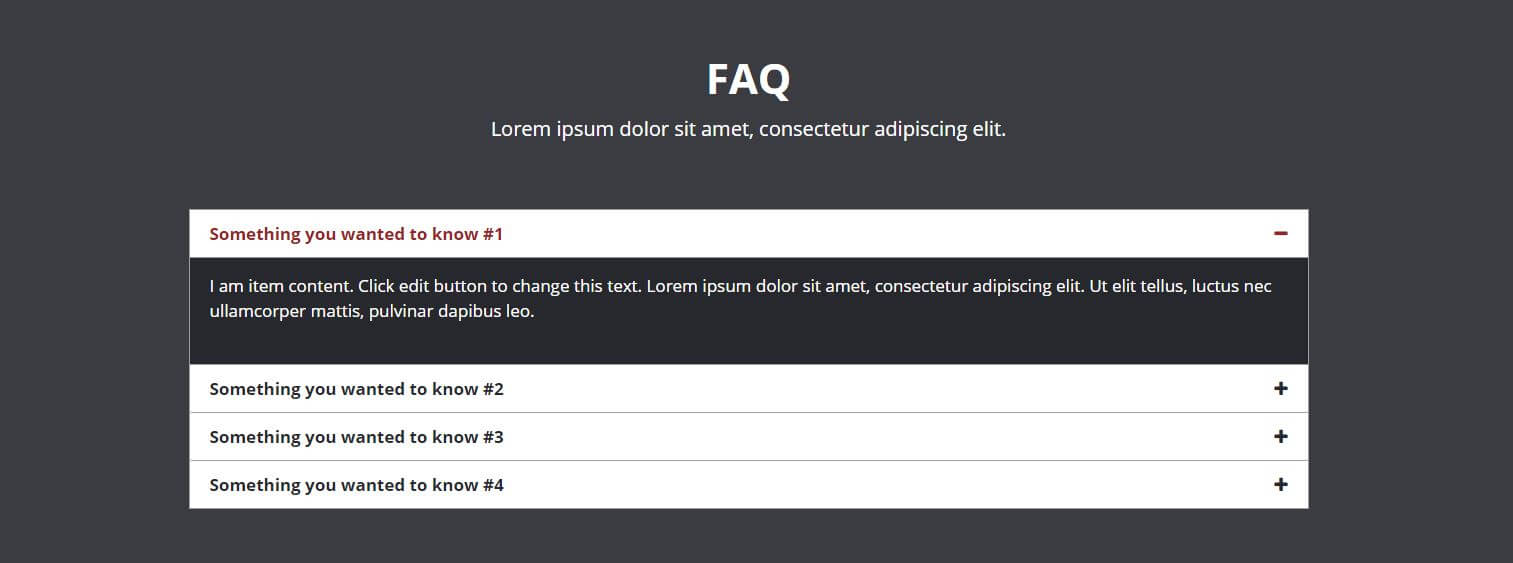 FAQ
Lorem ipsum dolor sit amet, consectetur adipiscing elit.
Something you wanted to know #1
I am item content. Click edit button to change this text. Lorem ipsum dolor sit amet, consectetur adipiscing elit. Ut elit tellus, luctus nec
ullamcorper mattis, pulvinar dapibus leo.
Something you wanted to know #2
Something you wanted to know #3
Something you wanted to know #4